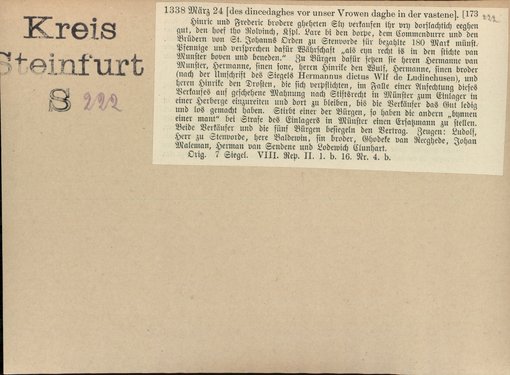 Kreis
Steinfurt
S 222
1338 März 24 [des dincedaghes vor unser Vrowen daghe in der vastene]. [173
222
Hinric und Frederic brodere gheheten Sly verkaufen ihr vry dorslachtich eeghen
gut, den hoef tho Rolvinch, Kspl. Lare bi den dorpe, dem Commendurre und den
Brüdern von St. Johanns Orden zu Stenvorde für bezahlte 180 Mark münst.
Pfennige und versprechen dafür Währschaft „als eyn recht is in den stichte van
Munster boven und beneden.“ Zu Bürgen dafür setzen sie heren Hermanne van
Munster, Hermanne, sinen sone, heren Hinrike den Wulf, Hermanne, sinen broder
(nach der Umschrift des Siegels Hermannus dictus Wlf de Ludinchusen), und
heren Hinrike den Drosten, die sich verpflichten, im Falle einer Anfechtung dieses
Verkaufes auf geschehene Mahnung nach Stiftsrecht in Münster zum Einlager in
einer Herberge einzureiten und dort zu bleiben, bis die Verkäufer das Gut ledig
und los gemacht haben. Stirbt einer der Bürgen, so haben die andern „bynnen
einer mant“ bei Strafe des Einlagers in Münster einen Ersatzmann zu stellen.
Beide Verkäufer und die fünf Bürgen besiegeln den Vertrag. Zeugen: Ludolf,
Herr zu Stenvorde, here Baldewin, sin broder, Ghodeke van Rerghede, Johan
Maleman, Herman van Sendene und Lodewich Clunhart.
Orig. 7 Siegel. VIII. Rep. II. 1. b. 16. Nr. 4. b.